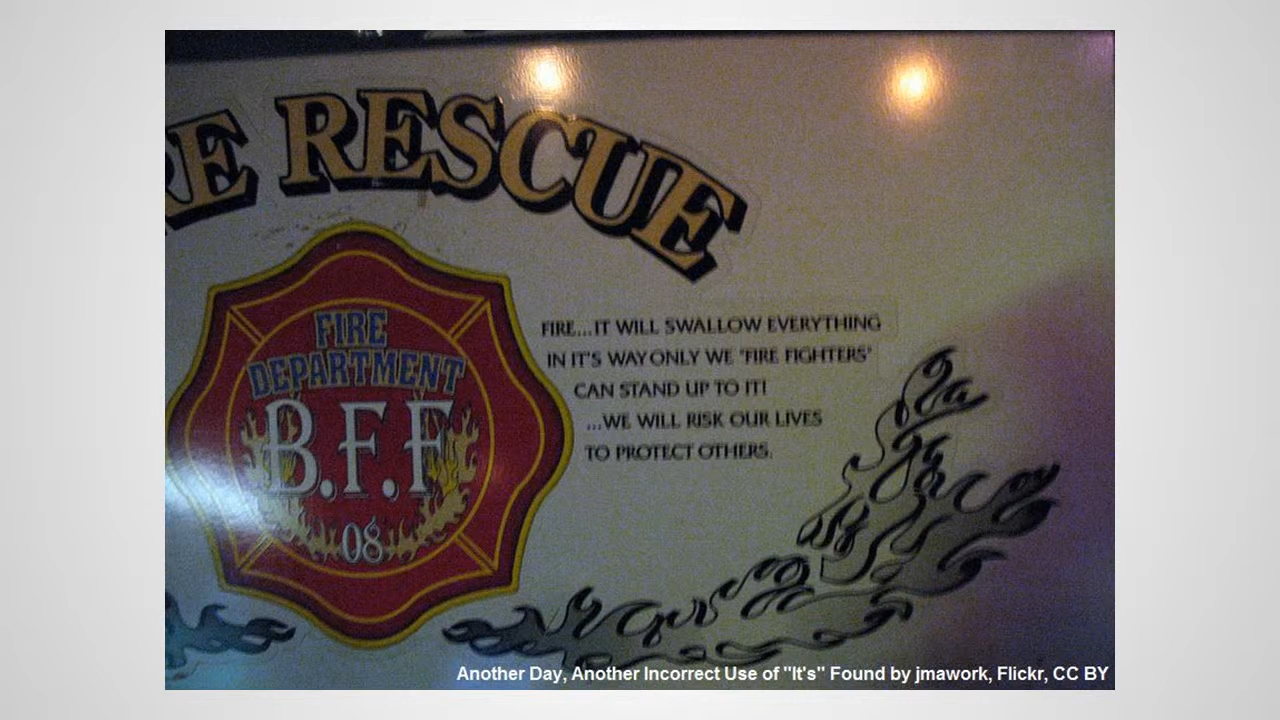 RE RESCUE
FIRE
DEPARTMENT
B.F.F
08
FIRE...IT WILL SWALLOW EVERYTHING
IN IT'S WAY ONLY WE "FIRE FIGHTERS"
CAN STAND UP TO IT!
...WE WILL RISK OUR LIVES
TO PROTECT OTHERS.
Another Day, Another Incorrect Use of "It's" Found by jmawork, Flickr, CC BY